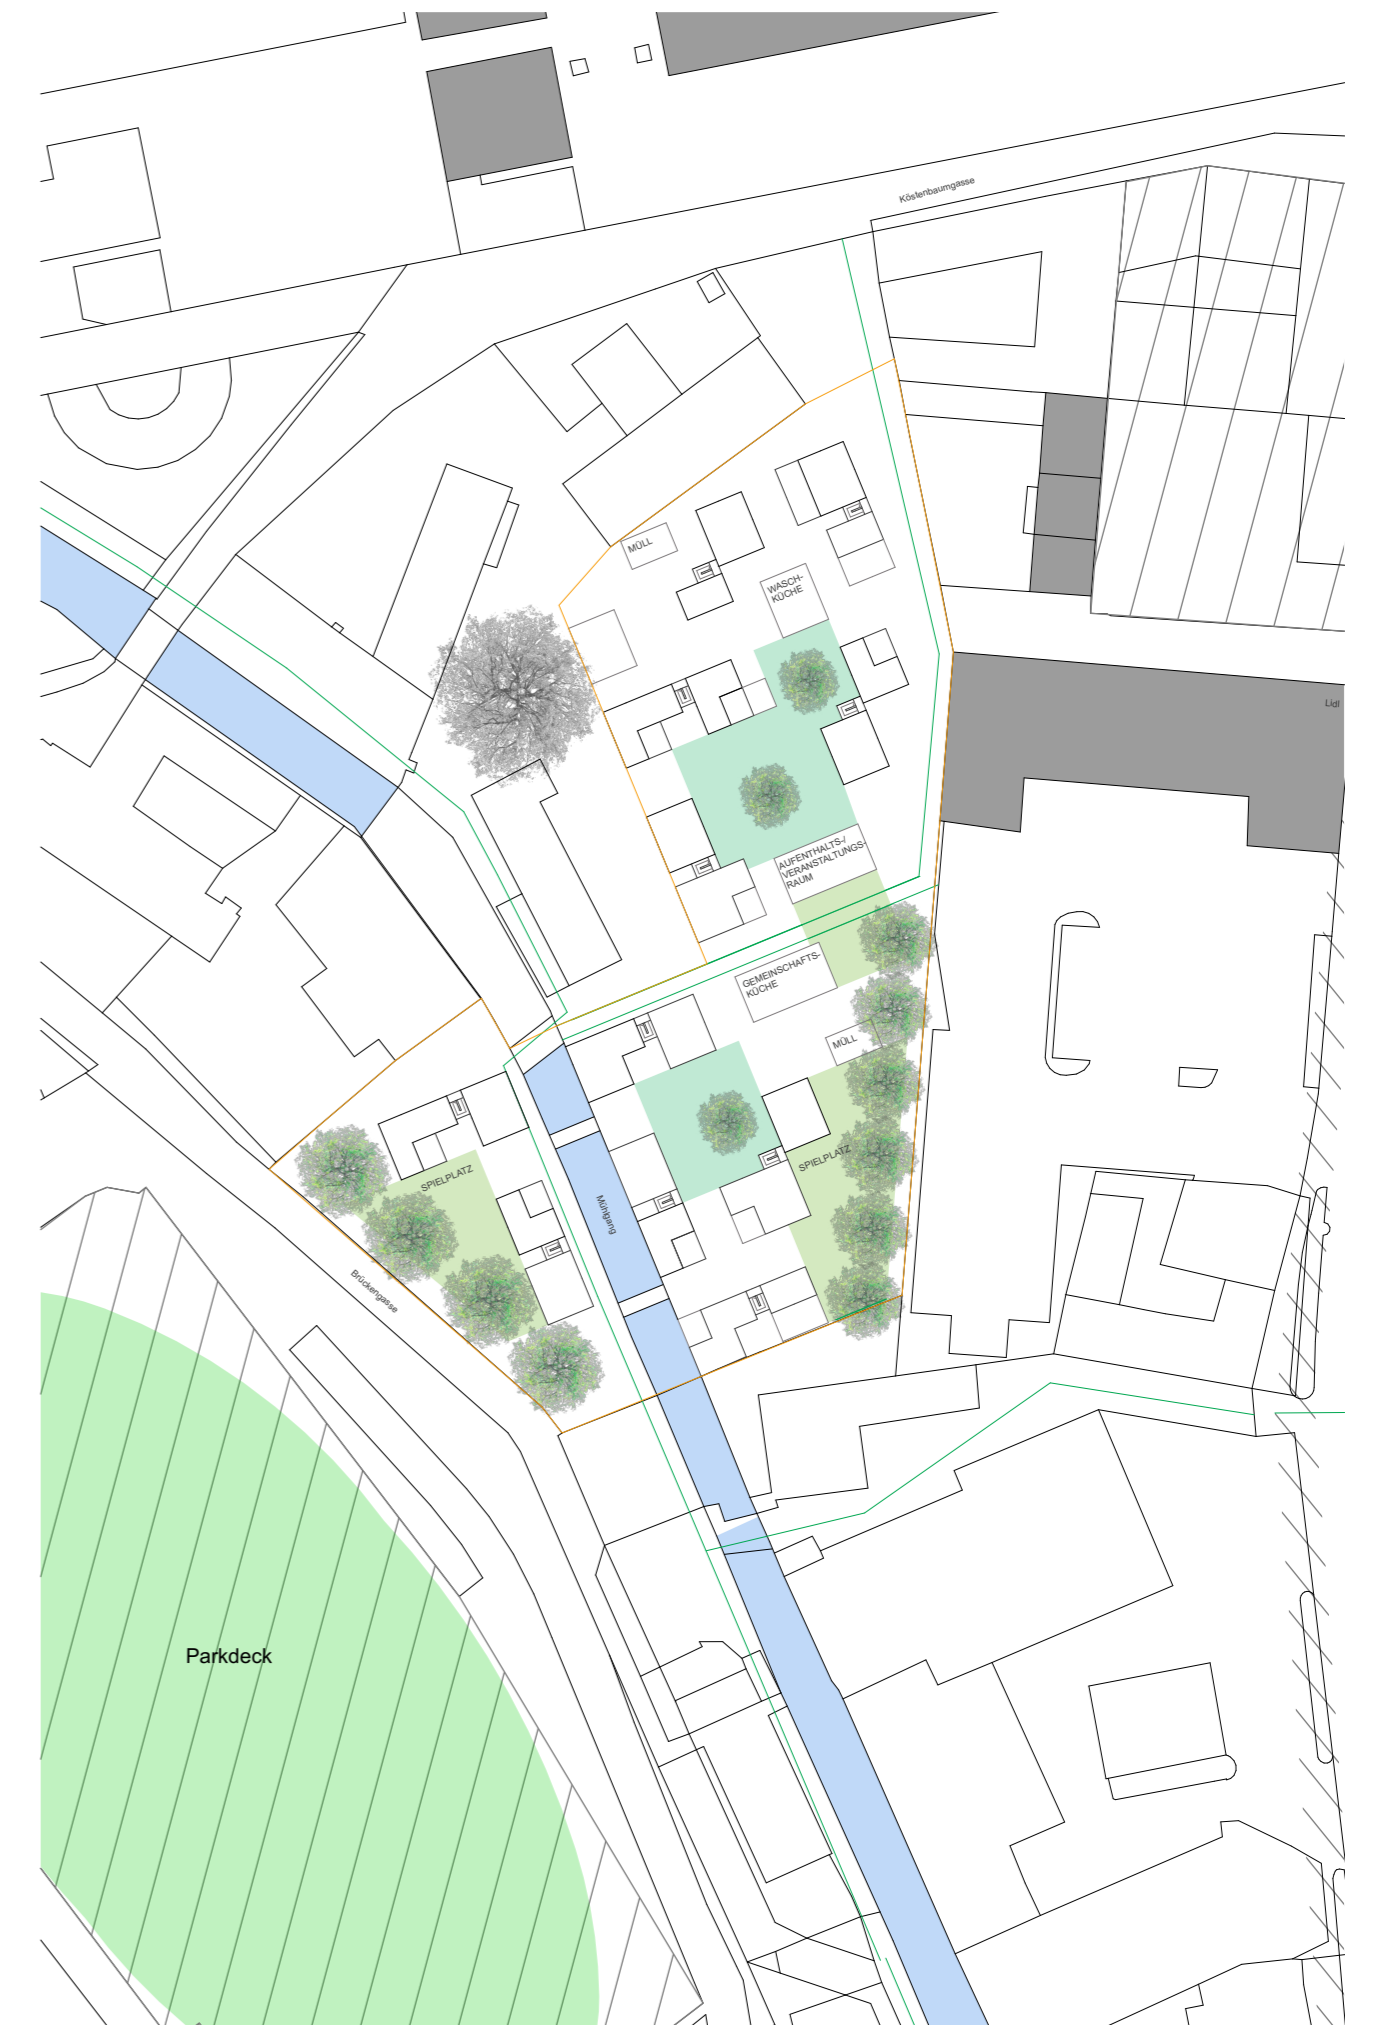 Köstenbaumgasse
MÜLL
WASCH-
KÜCHE
Lidl
AUFENTHALTS-/
VERANSTALTUNGS-
RAUM
GEMEINSCHAFTS-
KÜCHE
MÜLL
SPIELPLATZ
SPIELPLATZ
Mühlgang
Brückengasse
Parkdeck